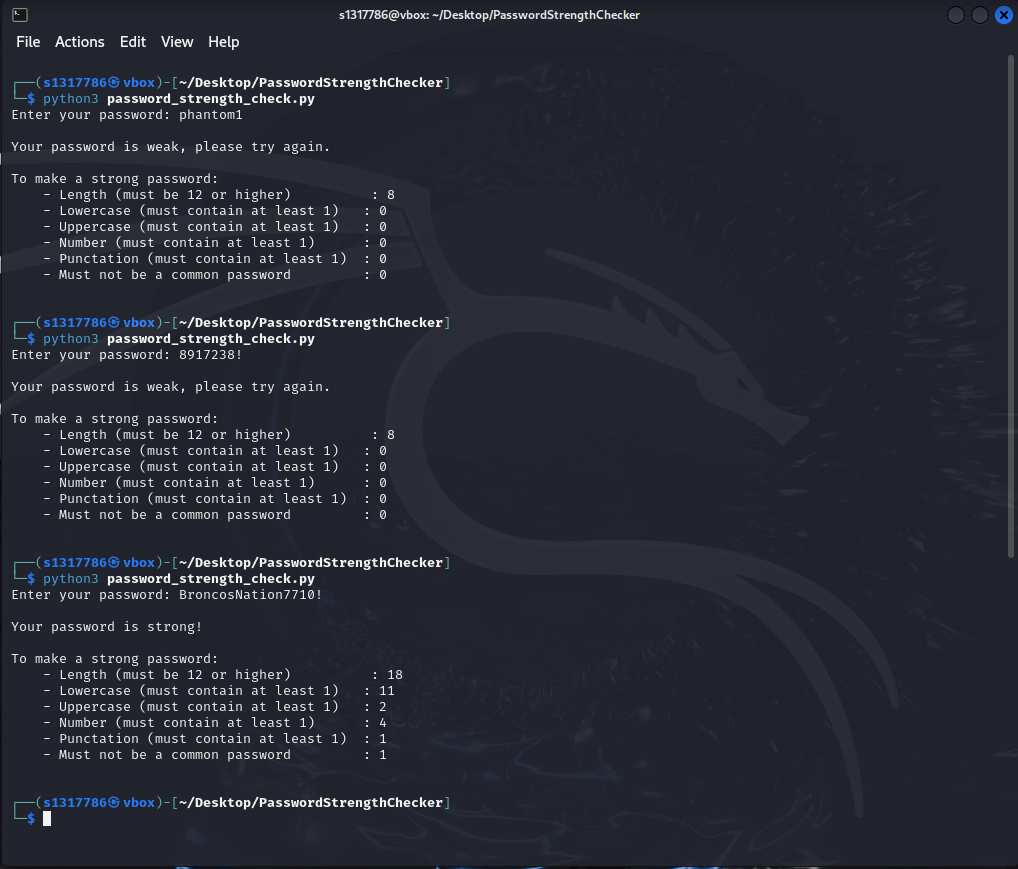 s1317786@vbox: ~/Desktop/PasswordStrengthChecker
File Actions Edit View Help
┌──(s1317786㉿vbox)-[~/Desktop/PasswordStrengthChecker]
└─$ python3 password_strength_check.py
Enter your password: phantom1

Your password is weak, please try again.

To make a strong password:
    - Length (must be 12 or higher)          : 8
    - Lowercase (must contain at least 1)   : 0
    - Uppercase (must contain at least 1)   : 0
    - Number (must contain at least 1)      : 0
    - Punctation (must contain at least 1)  : 0
    - Must not be a common password         : 0

┌──(s1317786㉿vbox)-[~/Desktop/PasswordStrengthChecker]
└─$ python3 password_strength_check.py
Enter your password: 8917238!

Your password is weak, please try again.

To make a strong password:
    - Length (must be 12 or higher)          : 8
    - Lowercase (must contain at least 1)   : 0
    - Uppercase (must contain at least 1)   : 0
    - Number (must contain at least 1)      : 0
    - Punctation (must contain at least 1)  : 0
    - Must not be a common password         : 0

┌──(s1317786㉿vbox)-[~/Desktop/PasswordStrengthChecker]
└─$ python3 password_strength_check.py
Enter your password: BroncosNation7710!

Your password is strong!

To make a strong password:
    - Length (must be 12 or higher)          : 18
    - Lowercase (must contain at least 1)   : 11
    - Uppercase (must contain at least 1)   : 2
    - Number (must contain at least 1)      : 4
    - Punctation (must contain at least 1)  : 1
    - Must not be a common password         : 1

┌──(s1317786㉿vbox)-[~/Desktop/PasswordStrengthChecker]
└─$